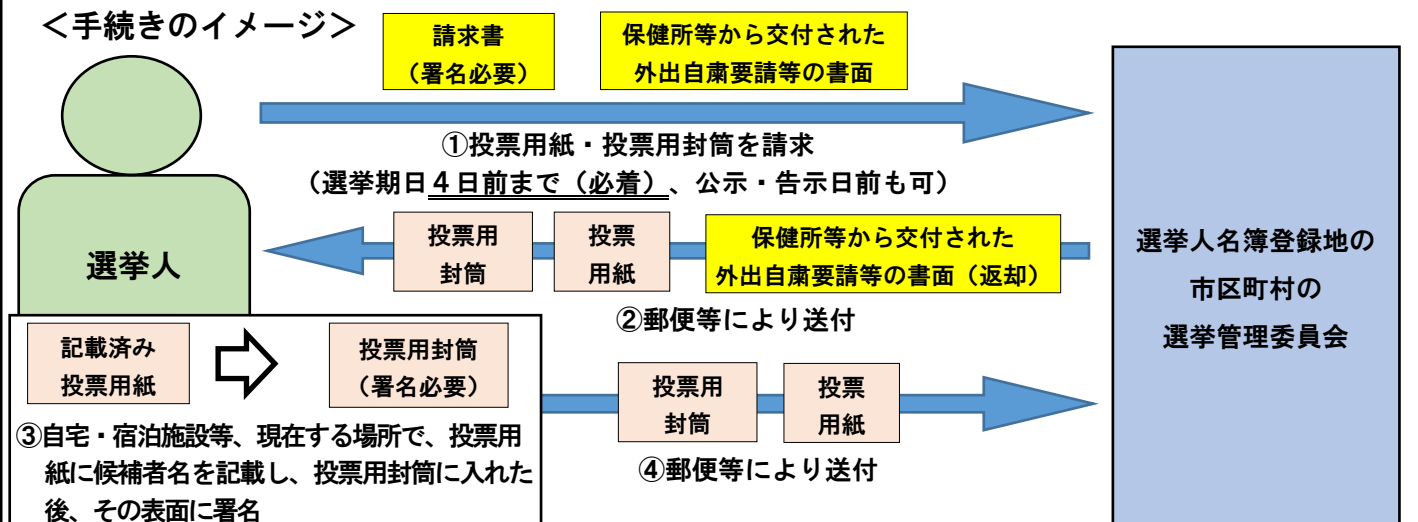 ＜手続きのイメージ＞
請求書
（署名必要）
保健所等から交付された
外出自粛要請等の書面
①投票用紙・投票用封筒を請求
（選挙期日４日前まで（必着）、公示・告示日前も可）
選挙人
投票用
封筒
投票
用紙
保健所等から交付された
外出自粛要請等の書面（返却）
②郵便等により送付
選挙人名簿登録地の
市区町村の
選挙管理委員会
記載済み
投票用紙
投票用封筒
（署名必要）
③自宅・宿泊施設等、現在する場所で、投票用
紙に候補者名を記載し、投票用封筒に入れた
後、その表面に署名
投票用
封筒
投票
用紙
④郵便等により送付